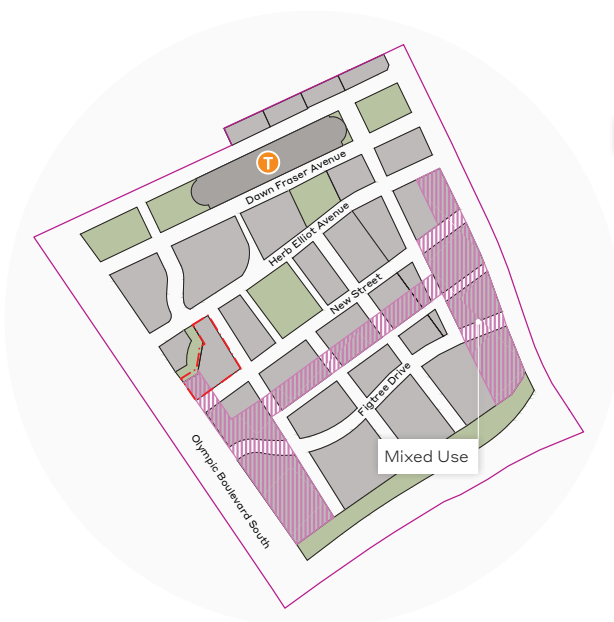 T
Dawn Fraser Avenue
Herb Elliot Avenue
New Street
Figtree Drive
Olympic Boulevard South
Mixed Use